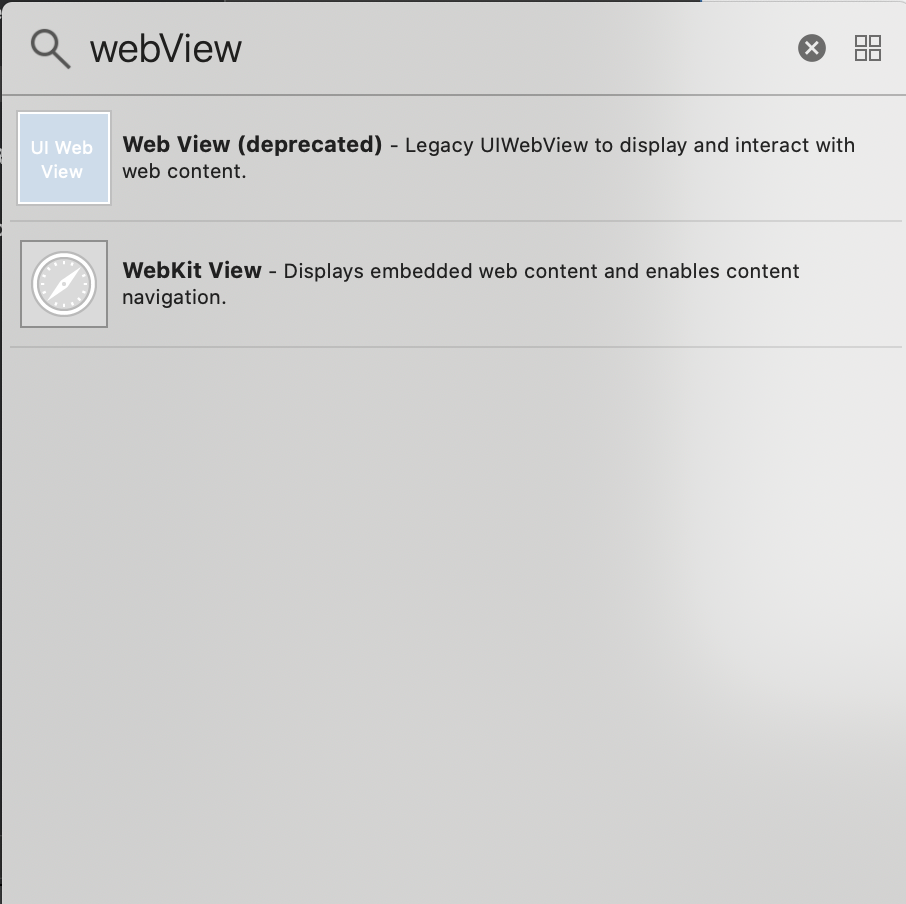 webView
UI Web
View
Web View (deprecated) - Legacy UIWebView to display and interact with
web content.
WebKit View - Displays embedded web content and enables content
navigation.